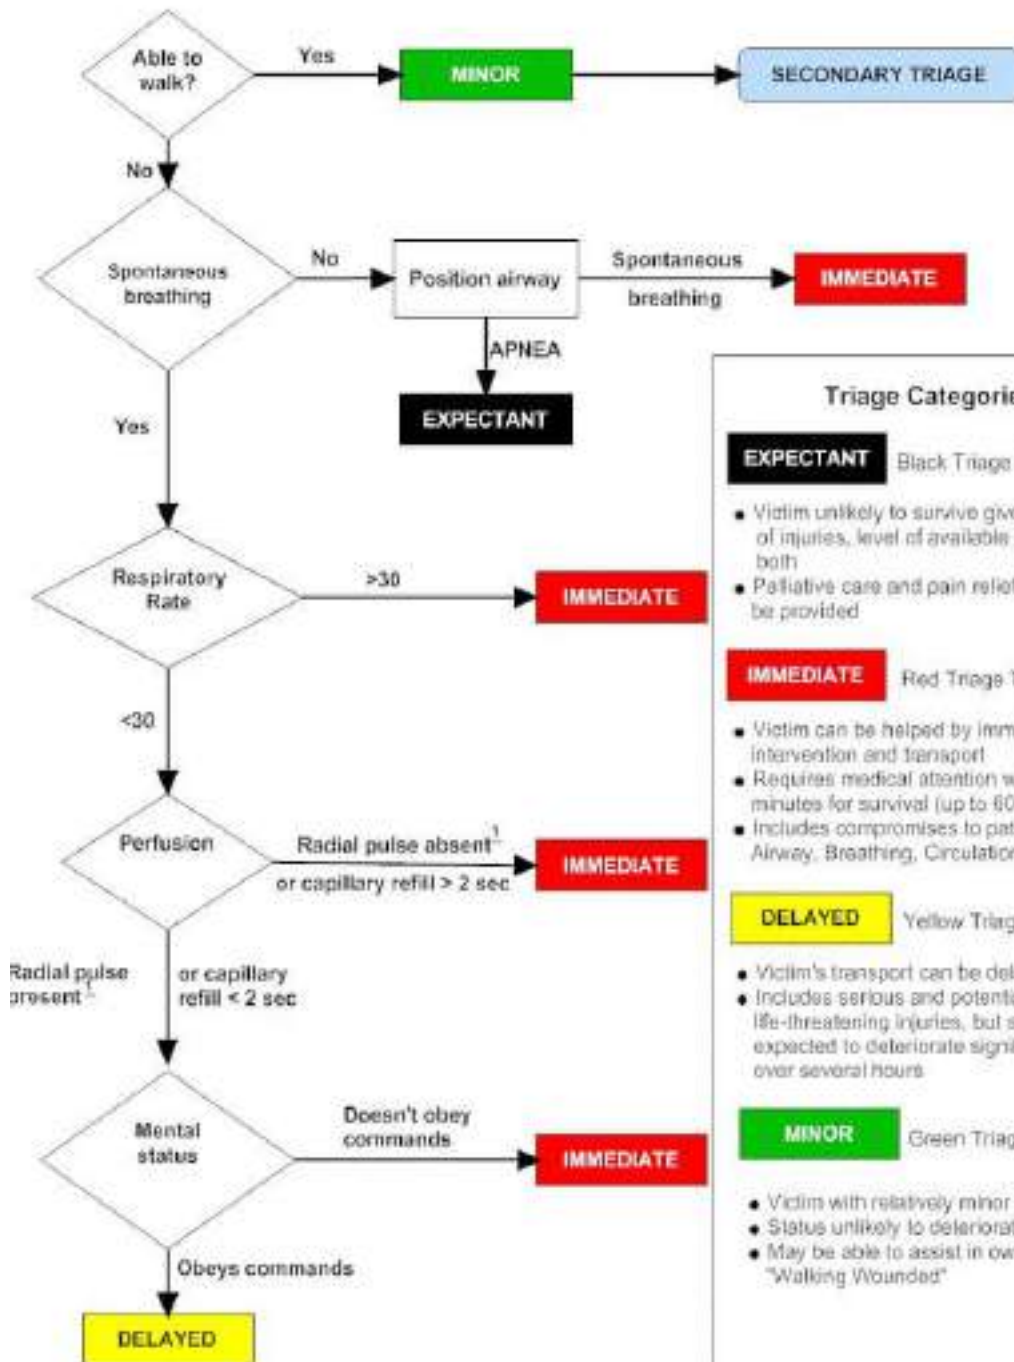 Able to
walk?
Yes
MINOR
SECONDARY TRIAGE
No
Spontaneous
breathing
No
Position airway
Spontaneous
breathing
IMMEDIATE
APNEA
EXPECTANT
Yes
Respiratory
Rate
>30
IMMEDIATE
<30
Perfusion
Radial pulse absent1
or capillary refill > 2 sec
IMMEDIATE
Radial pulse
present1
or capillary
refill < 2 sec
Mental
status
Doesn't obey
commands
IMMEDIATE
Obeys commands
DELAYED
Triage Categorie
EXPECTANT Black Triage
• Victim unlikely to survive give
of injuries, level of available
both
• Palliative care and pain relief
be provided
IMMEDIATE Red Triage T
• Victim can be helped by imm
intervention and transport
• Requires medical attention w
minutes for survival (up to 60
• Includes compromises to pat
Airway, Breathing, Circulation
DELAYED Yellow Triag
• Victim's transport can be del
• Includes serious and potentia
life-threatening injuries, but s
expected to deteriorate signi
over several hours
MINOR Green Triag
• Victim with relatively minor
• Status unlikely to deteriorat
• May be able to assist in ow
"Walking Wounded"